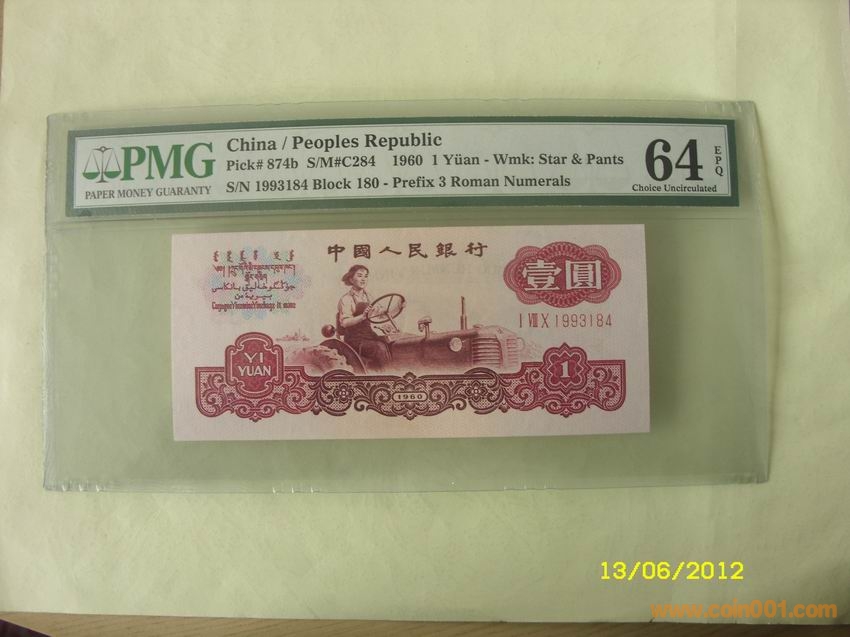 PMG
PAPER MONEY GUARANTY
China / Peoples Republic
Pick# 874b S/M#C284 1960 1 Yüan - Wmk: Star & Pants
S/N 1993184 Block 180 - Prefix 3 Roman Numerals
64
EPQ
Choice Uncirculated
中國人民銀行
壹圓
I VIII X 1993184
YI
YUAN
1
1960
13/06/2012
www.coin001.com